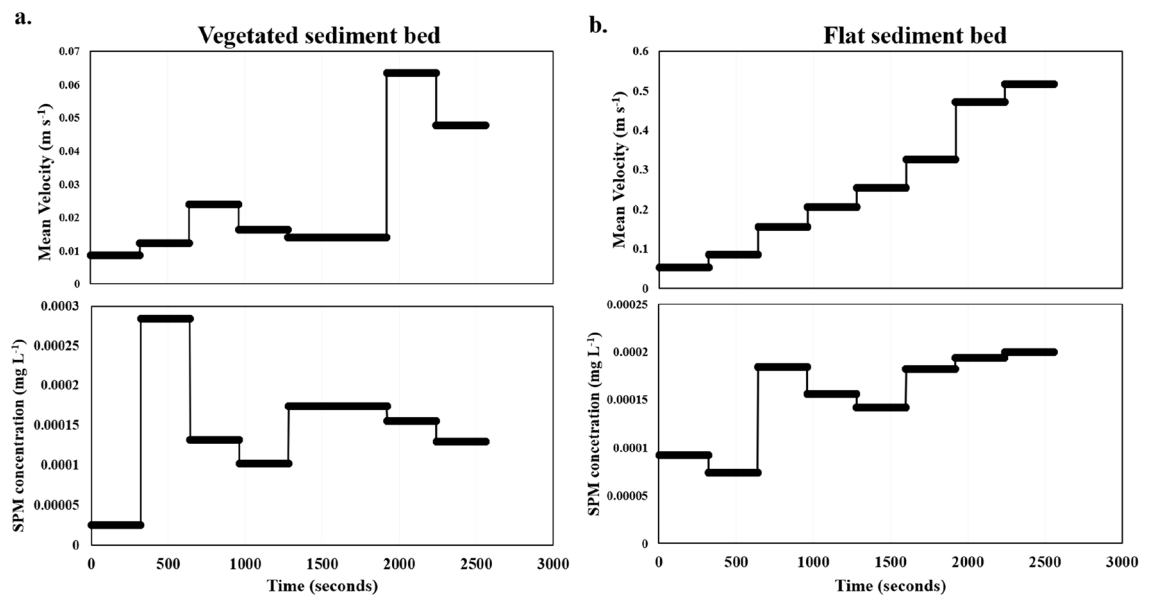 a.
Vegetated sediment bed
Mean Velocity (m s-1)
0.07
0.06
0.05
0.04
0.03
0.02
0.01
0
SPM concentration (mg L-1)
0.0003
0.00025
0.0002
0.00015
0.0001
0.00005
0
0 500 1000 1500 2000 2500 3000
Time (seconds)
b.
Flat sediment bed
Mean Velocity (m s-1)
0.6
0.5
0.4
0.3
0.2
0.1
0
SPM concetration (mg L-1)
0.00025
0.0002
0.00015
0.0001
0.00005
0
0 500 1000 1500 2000 2500 3000
Time (seconds)